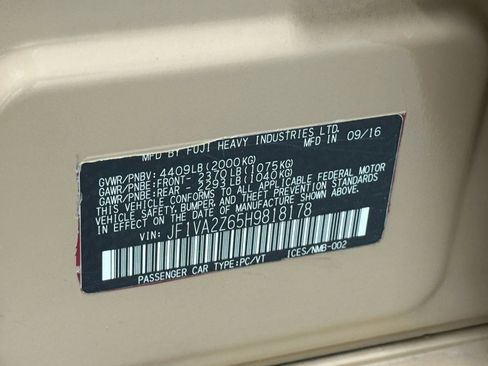 MFD BY FUJI HEAVY INDUSTRIES LTD.
MFD IN 09/16
GVWR/PNBV: 4409LB(2000KG)
GAWR/PNBE:FRONT- 2370LB(1075KG)
GAWR/PNBE:REAR - 2293LB(1040KG)
THIS VEHICLE CONFORMS TO ALL APPLICABLE FEDERAL MOTOR
VEHICLE SAFETY,BUMPER, AND THEFT PREVENTION STANDARDS
IN EFFECT ON THE DATE OF MANUFACTURE SHOWN ABOVE.
VIN: JF1VA2Z65H9818178
PASSENGER CAR TYPE:PC/VT ICES/NMB-002